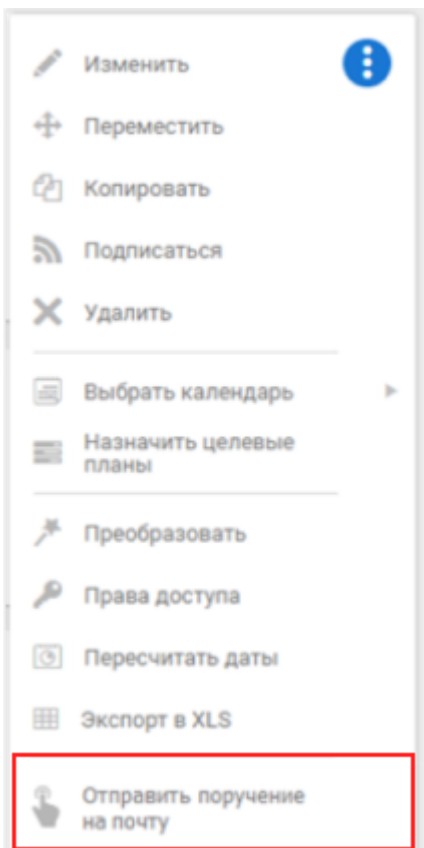 Изменить
Переместить
Копировать
Подписаться
Удалить
Выбрать календарь
Назначить целевые
планы
Преобразовать
Права доступа
Пересчитать даты
Экспорт в XLS
Отправить поручение
на почту